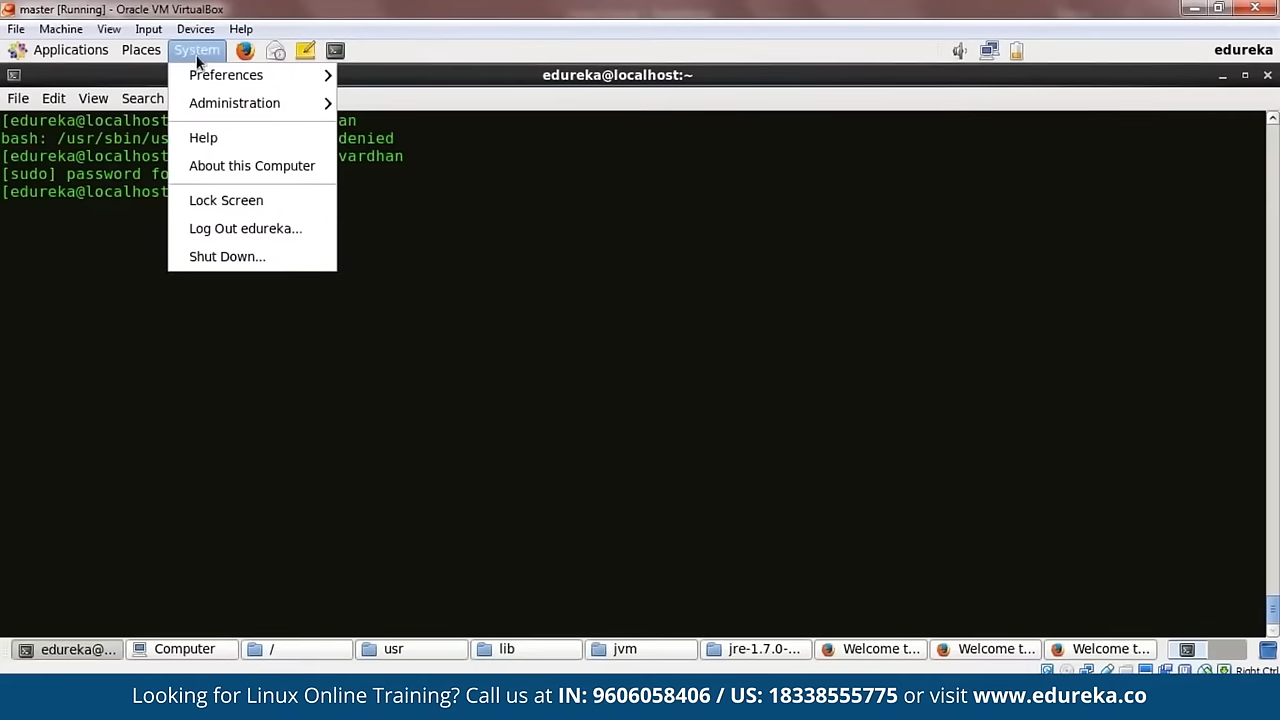 master [Running] - Oracle VM VirtualBox
File Machine View Input Devices Help
Applications Places System edureka
edureka@localhost:~
File Edit View Search
Preferences
Administration
Help
About this Computer
Lock Screen
Log Out edureka...
Shut Down...
[edureka@localhost an
bash: /usr/sbin/us denied
[edureka@localhost vardhan
[sudo] password fo
[edureka@localhost
edureka@... Computer / usr lib jvm jre-1.7.0-... Welcome t... Welcome t... Welcome t...
Right Ctrl
Looking for Linux Online Training? Call us at IN: 9606058406 / US: 18338555775 or visit www.edureka.co